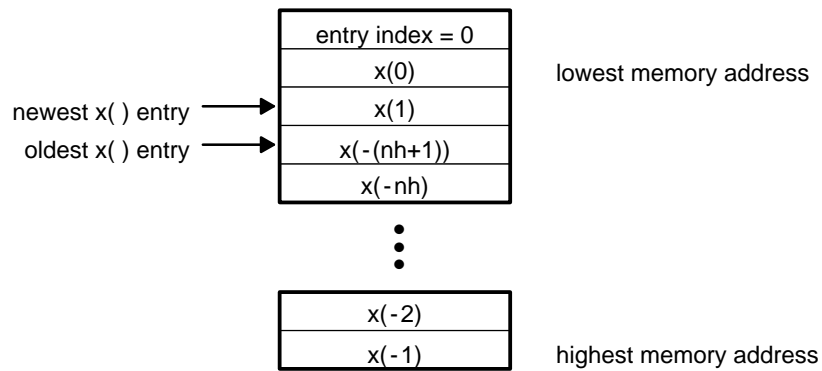 entry index = 0
x(0) lowest memory address
newest x( ) entry x(1)
oldest x( ) entry x(-(nh+1))
x(-nh)
x(-2)
x(-1) highest memory address